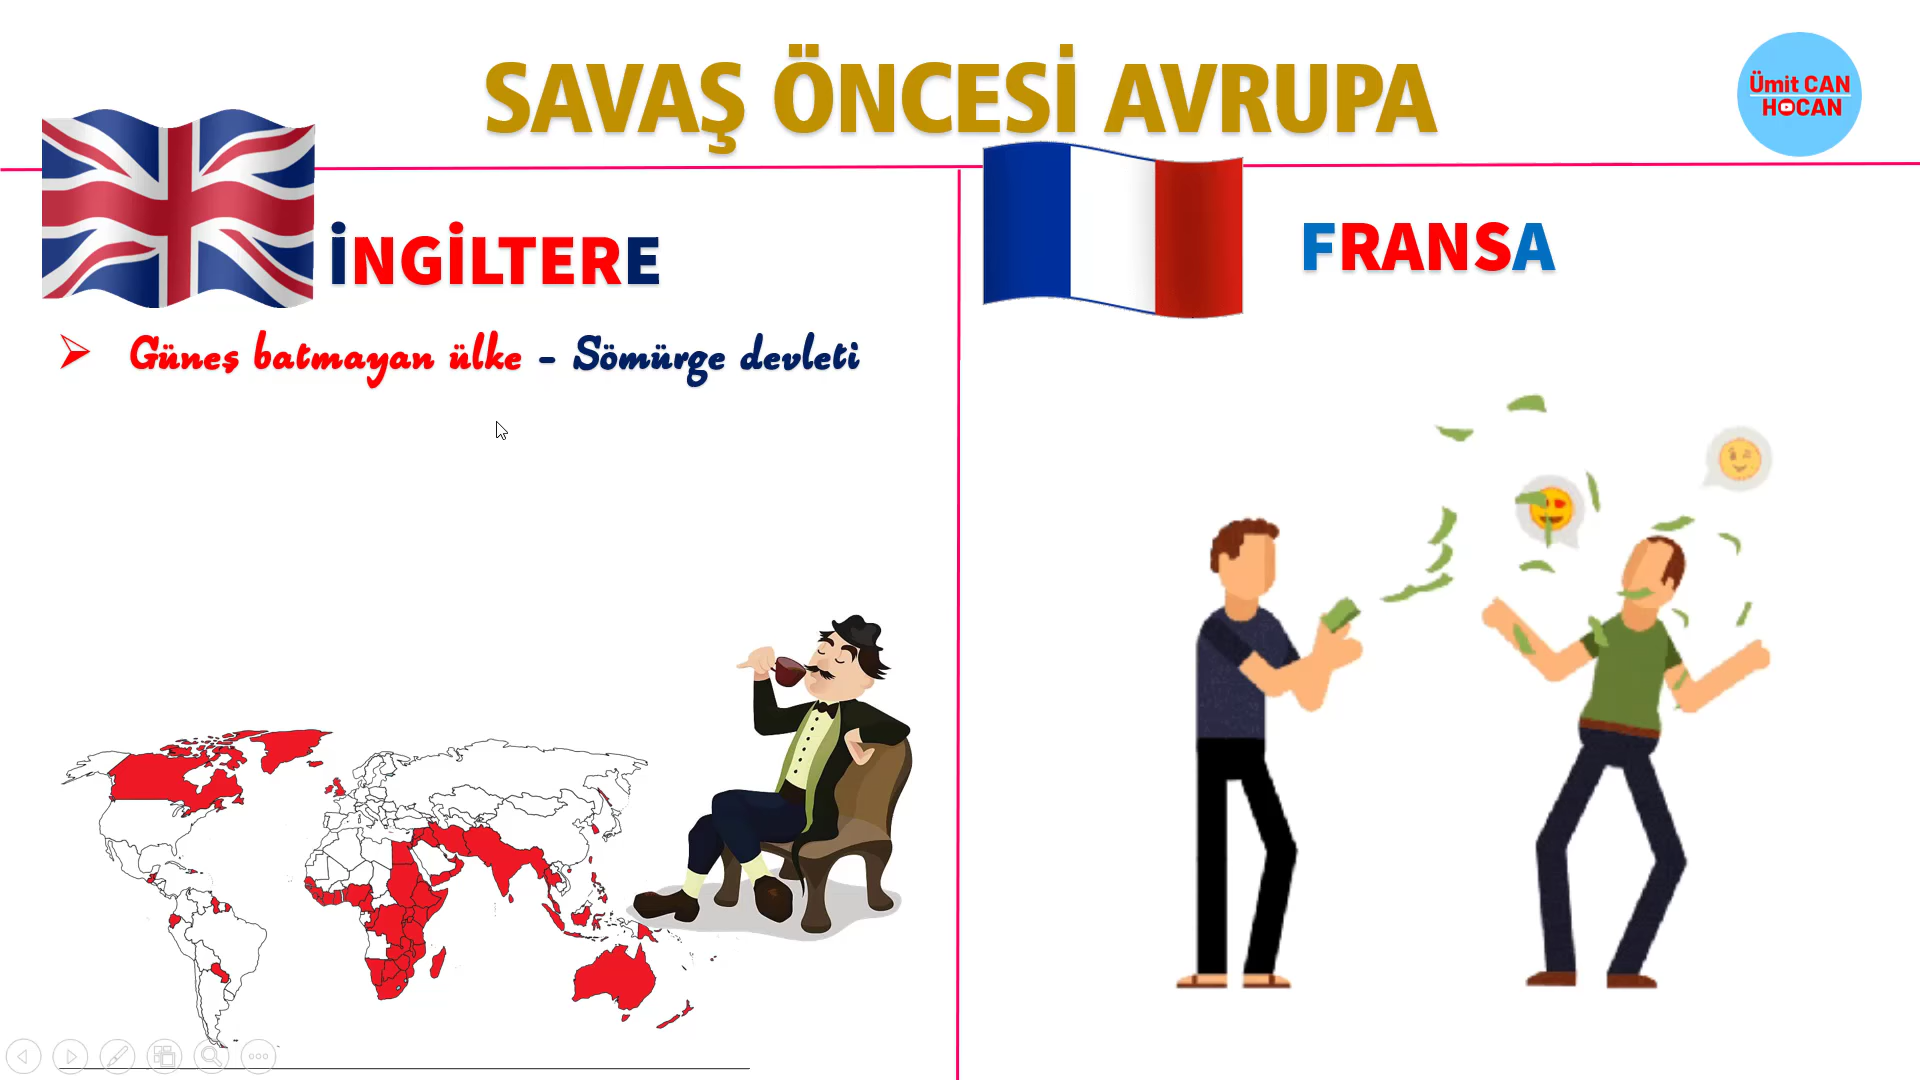 SAVAŞ ÖNCESİ AVRUPA
Ümit CAN
HOCAN
İNGİLTERE
Güneş batmayan ülke - Sömürge devleti
FRANSA